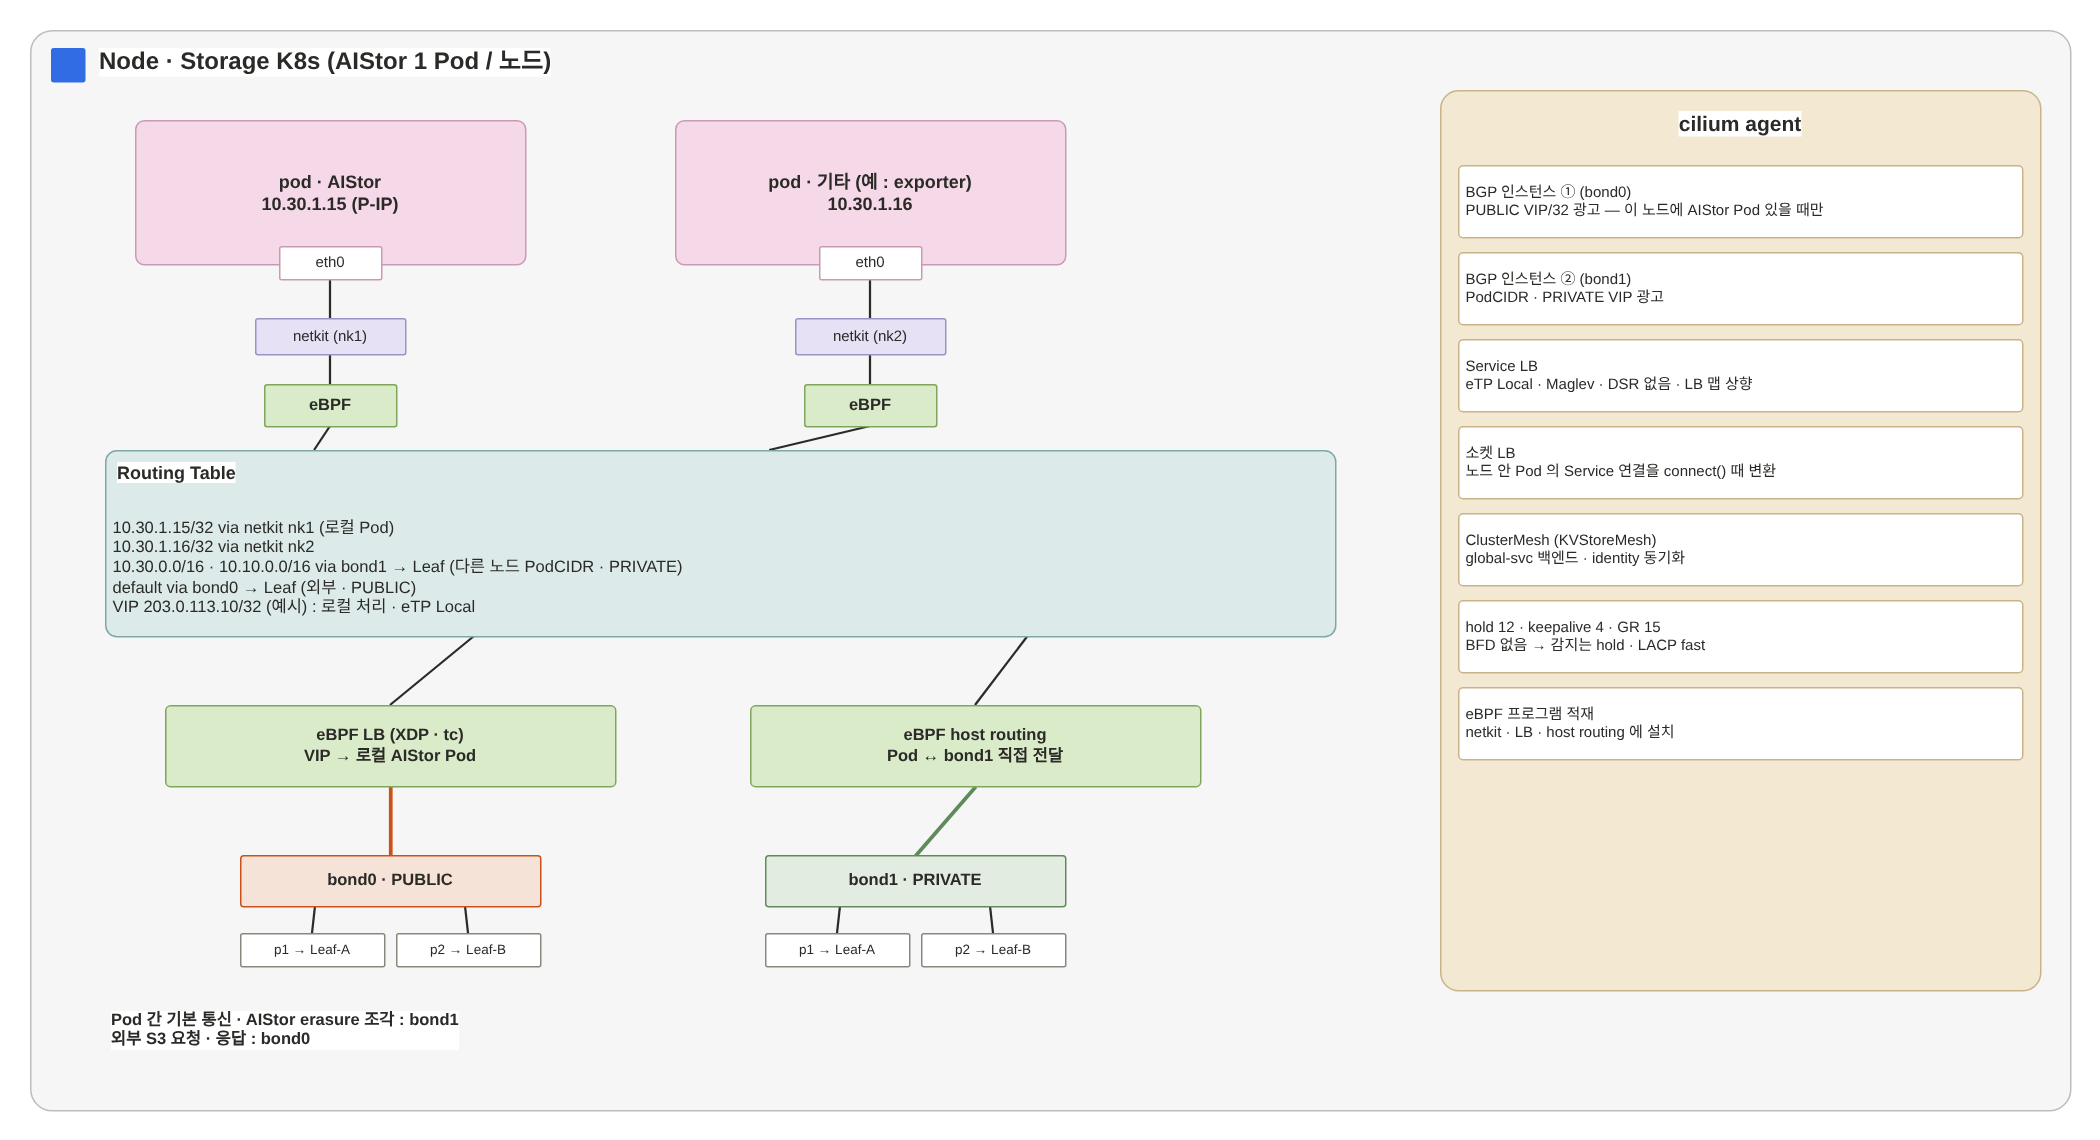 Node · Storage K8s (AIStor 1 Pod / 노드)
pod · AIStor
10.30.1.15 (P-IP)
eth0
netkit (nk1)
eBPF
pod · 기타 (예 : exporter)
10.30.1.16
eth0
netkit (nk2)
eBPF
Routing Table
10.30.1.15/32 via netkit nk1 (로컬 Pod)
10.30.1.16/32 via netkit nk2
10.30.0.0/16 · 10.10.0.0/16 via bond1 → Leaf (다른 노드 PodCIDR · PRIVATE)
default via bond0 → Leaf (외부 · PUBLIC)
VIP 203.0.113.10/32 (예시) : 로컬 처리 · eTP Local
eBPF LB (XDP · tc)
VIP → 로컬 AIStor Pod
eBPF host routing
Pod ↔ bond1 직접 전달
bond0 · PUBLIC
p1 → Leaf-A
p2 → Leaf-B
bond1 · PRIVATE
p1 → Leaf-A
p2 → Leaf-B
Pod 간 기본 통신 · AIStor erasure 조각 : bond1
외부 S3 요청 · 응답 : bond0
cilium agent
BGP 인스턴스 ① (bond0)
PUBLIC VIP/32 광고 — 이 노드에 AIStor Pod 있을 때만
BGP 인스턴스 ② (bond1)
PodCIDR · PRIVATE VIP 광고
Service LB
eTP Local · Maglev · DSR 없음 · LB 맵 상향
소켓 LB
노드 안 Pod 의 Service 연결을 connect() 때 변환
ClusterMesh (KVStoreMesh)
global-svc 백엔드 · identity 동기화
hold 12 · keepalive 4 · GR 15
BFD 없음 → 감지는 hold · LACP fast
eBPF 프로그램 적재
netkit · LB · host routing 에 설치